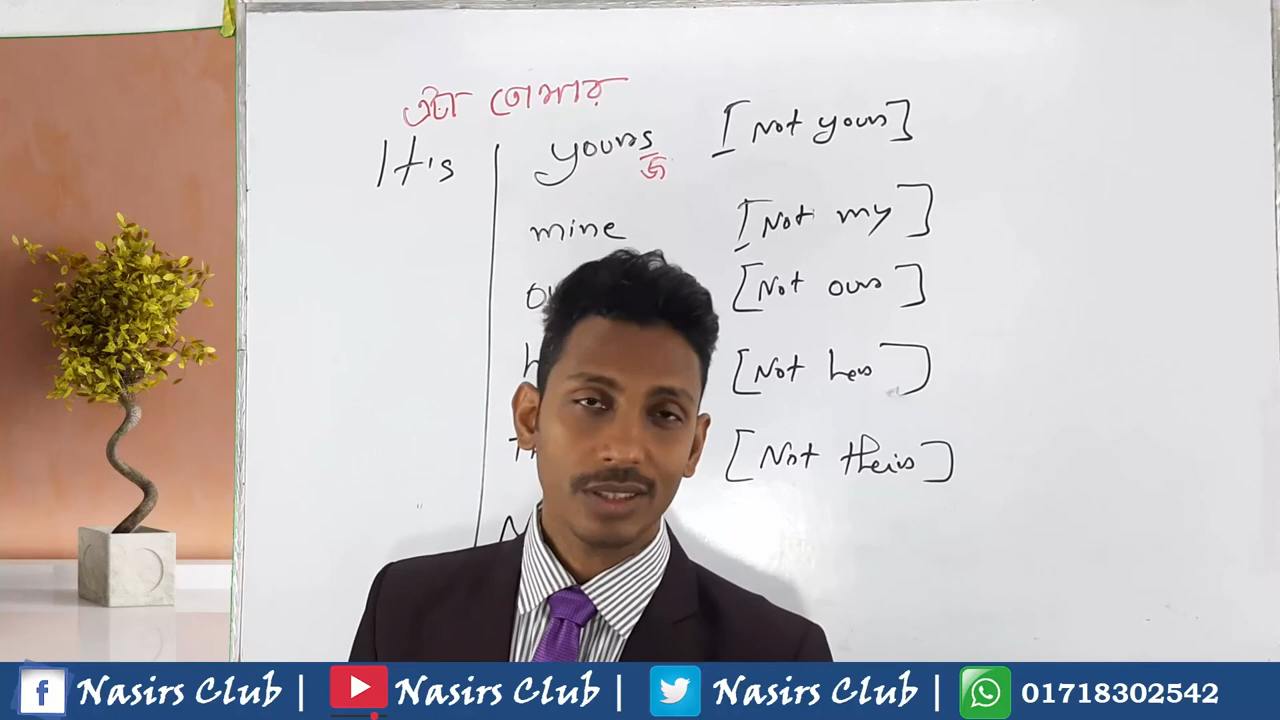 এটা তোমার
It's yours [Not yours]
জ
mine [Not my]
[Not ours]
[Not hers]
[Not theirs]
Nasirs Club | Nasirs Club | Nasirs Club | 01718302542